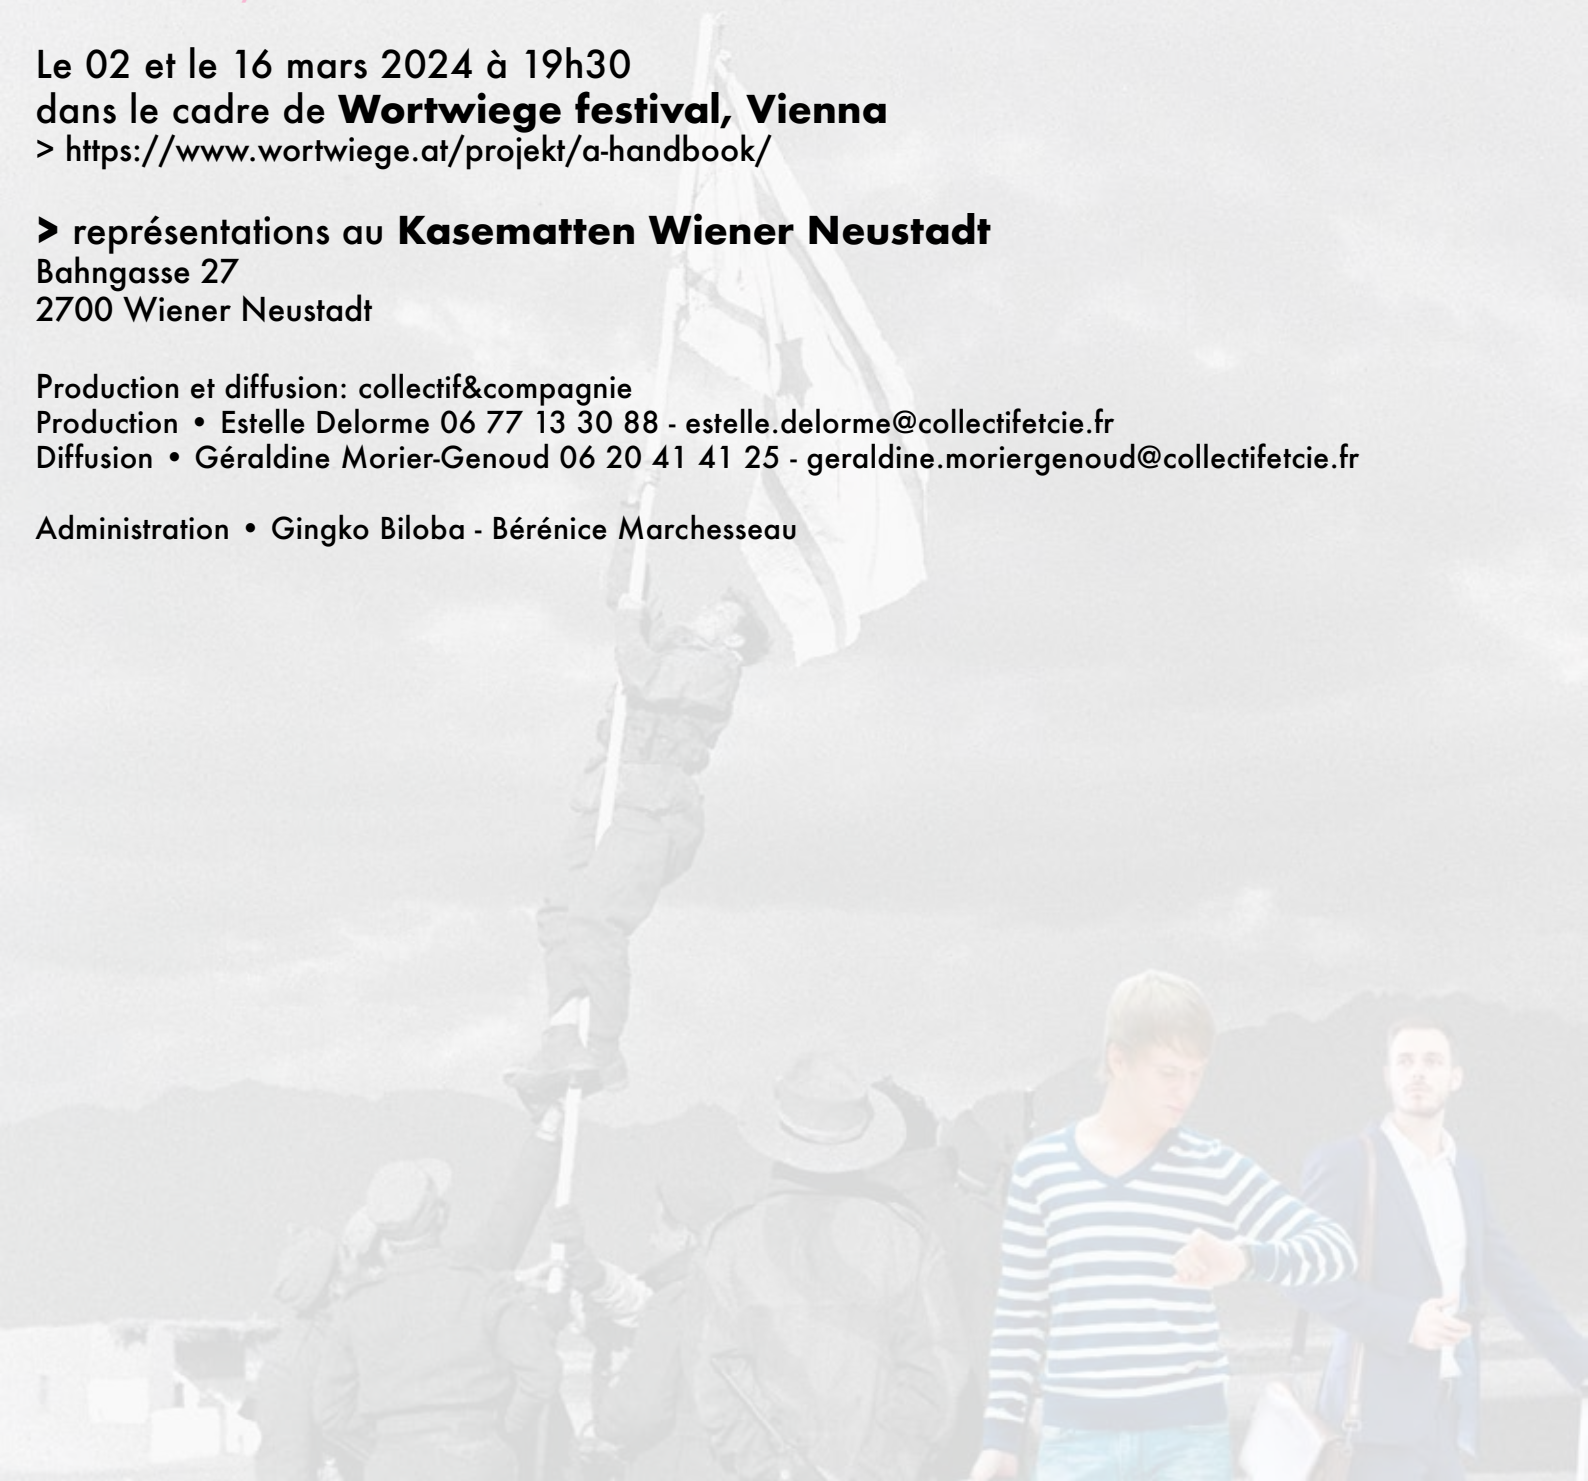 Le 02 et le 16 mars 2024 à 19h30
dans le cadre de Wortwiege festival, Vienna
> https://www.wortwiege.at/projekt/a-handbook/
> représentations au Kasematten Wiener Neustadt
Bahngasse 27
2700 Wiener Neustadt
Production et diffusion: collectif&compagnie
Production • Estelle Delorme 06 77 13 30 88 - estelle.delorme@collectifetcie.fr
Diffusion • Géraldine Morier-Genoud 06 20 41 41 25 - geraldine.moriergenoud@collectifetcie.fr
Administration • Gingko Biloba - Bérénice Marchesseau